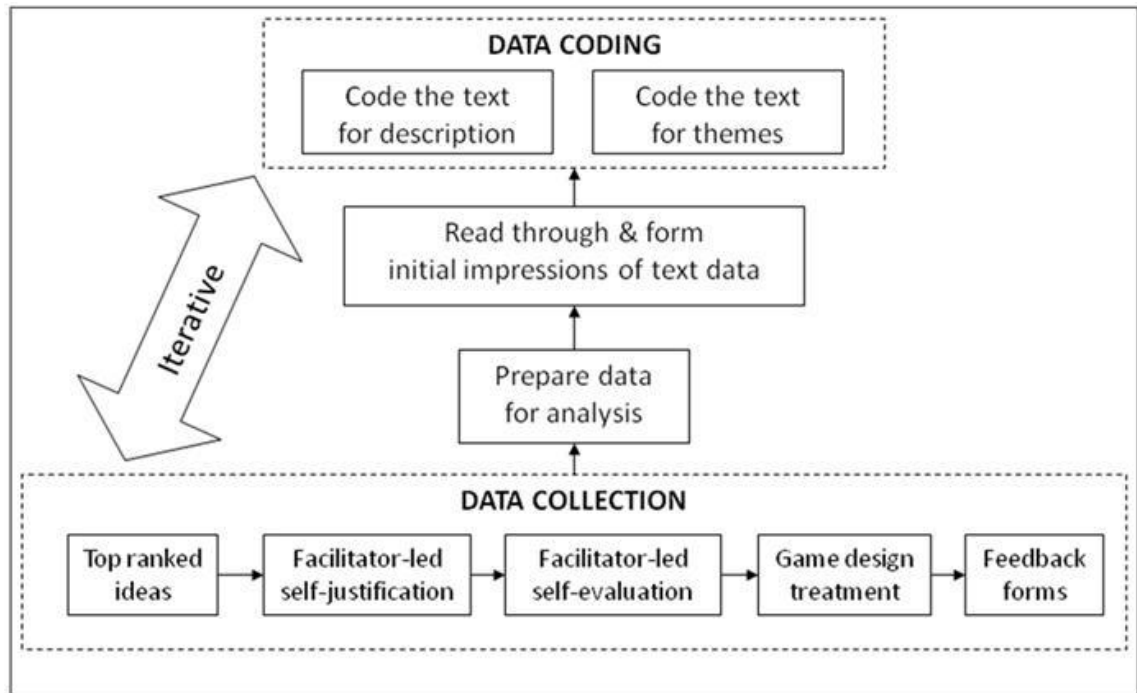 DATA CODING
Code the text
for description
Code the text
for themes
Read through & form
initial impressions of text data
Iterative
Prepare data
for analysis
DATA COLLECTION
Top ranked
ideas
Facilitator-led
self-justification
Facilitator-led
self-evaluation
Game design
treatment
Feedback
forms